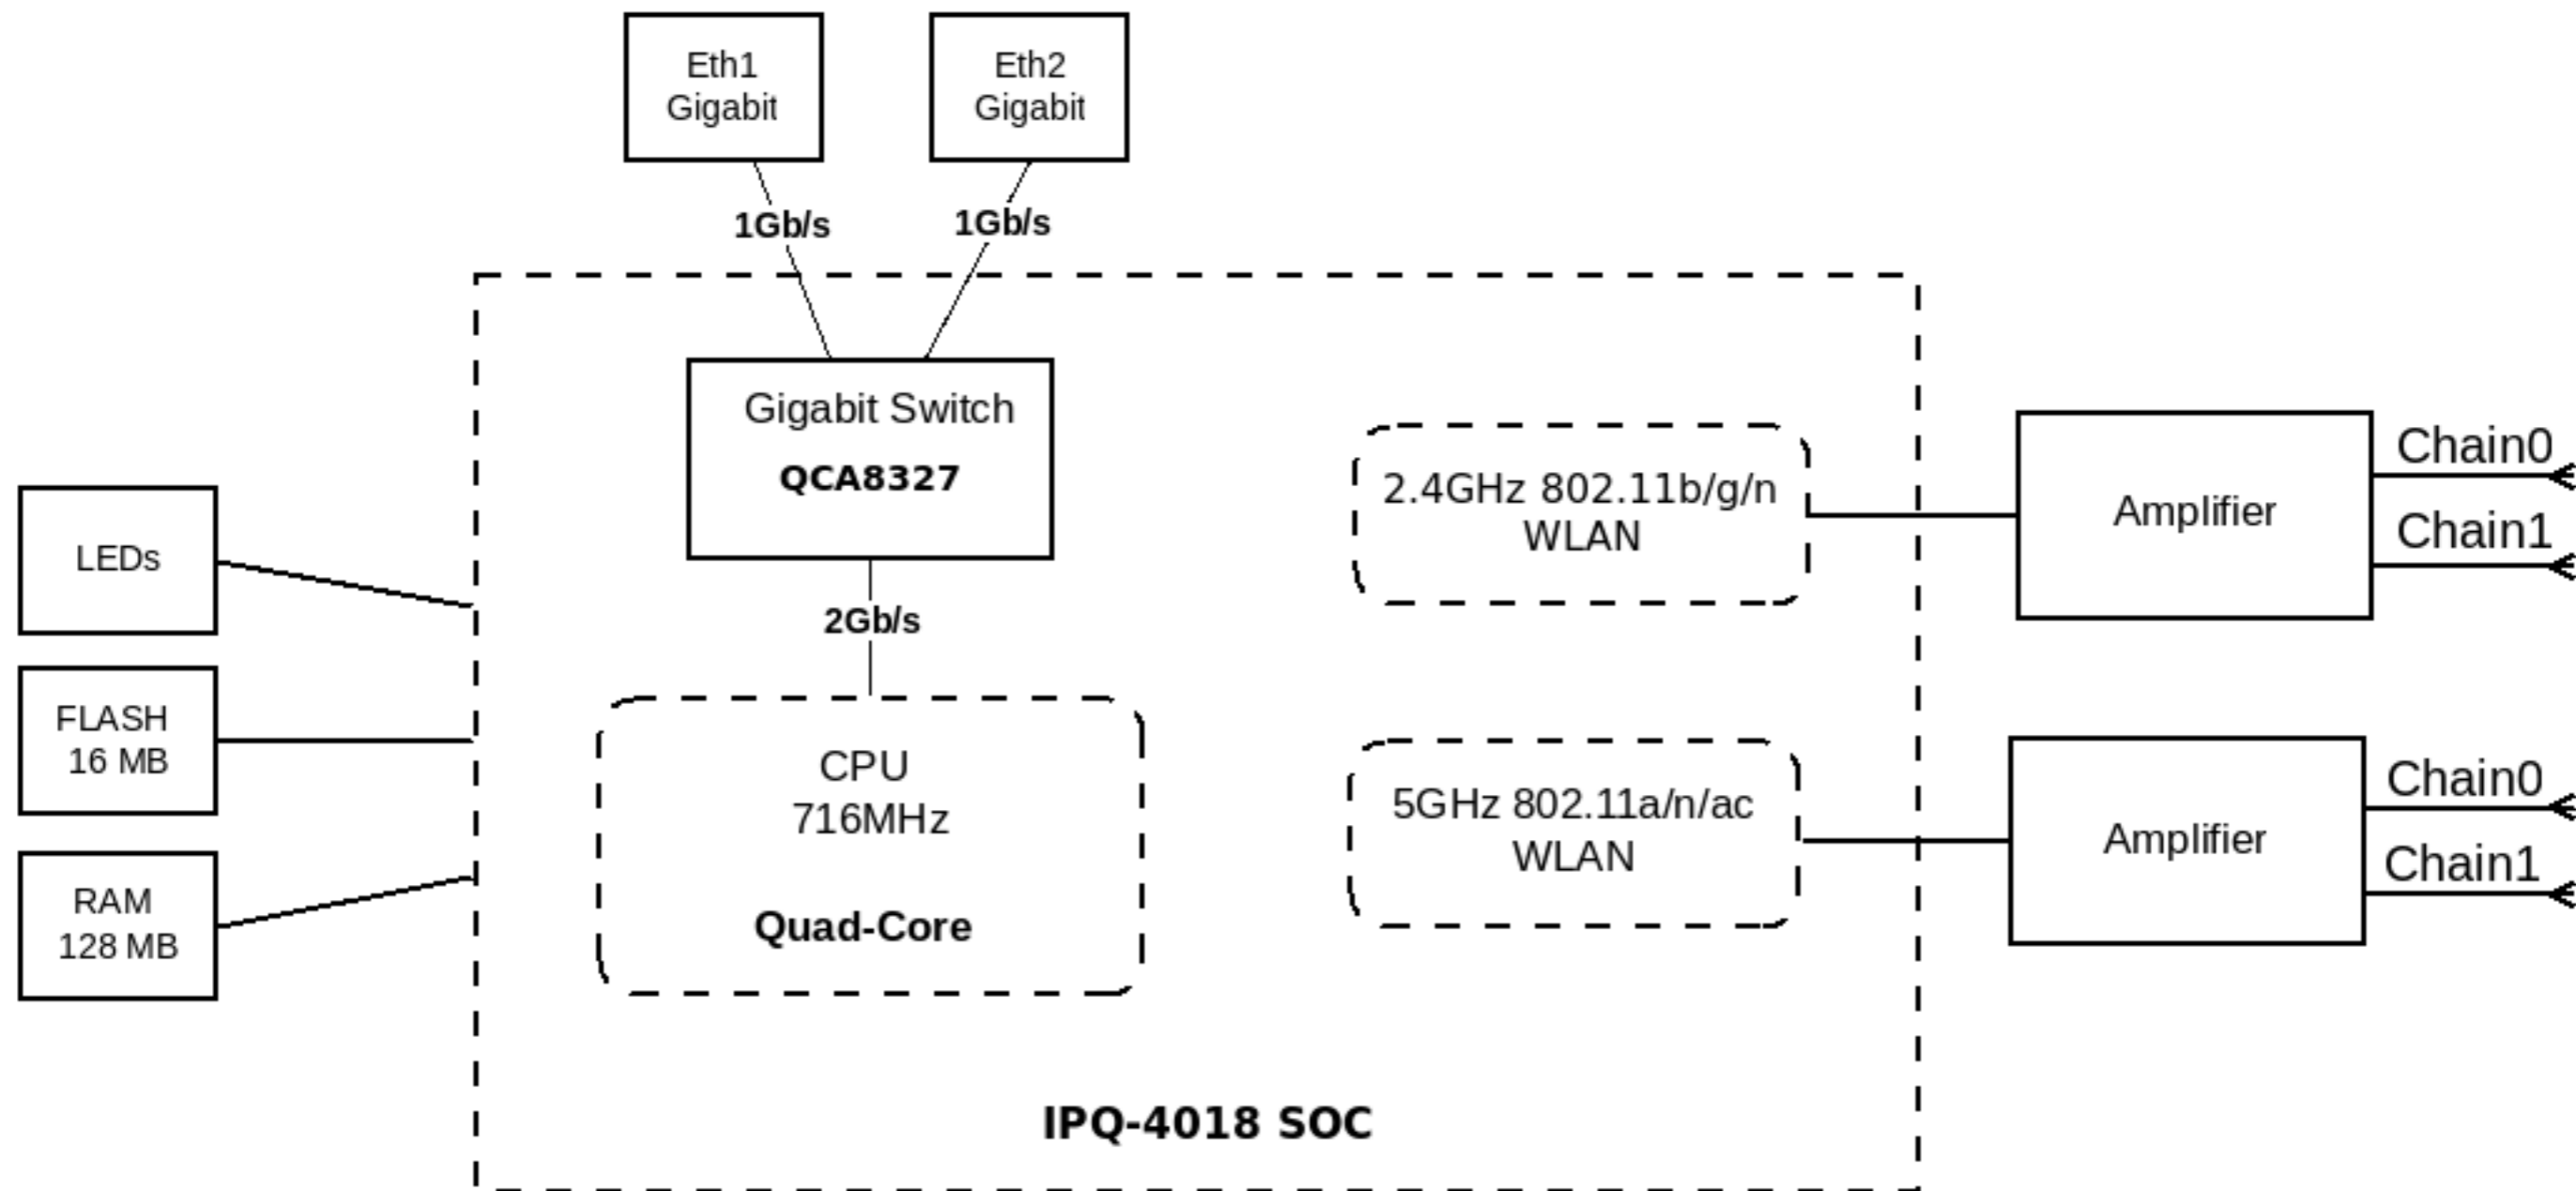 Eth1
Gigabit
Eth2
Gigabit
1Gb/s
1Gb/s
Gigabit Switch
QCA8327
2Gb/s
CPU
716MHz
Quad-Core
LEDs
FLASH
16 MB
RAM
128 MB
2.4GHz 802.11b/g/n
WLAN
5GHz 802.11a/n/ac
WLAN
Amplifier
Chain0
Chain1
Amplifier
Chain0
Chain1
IPQ-4018 SOC